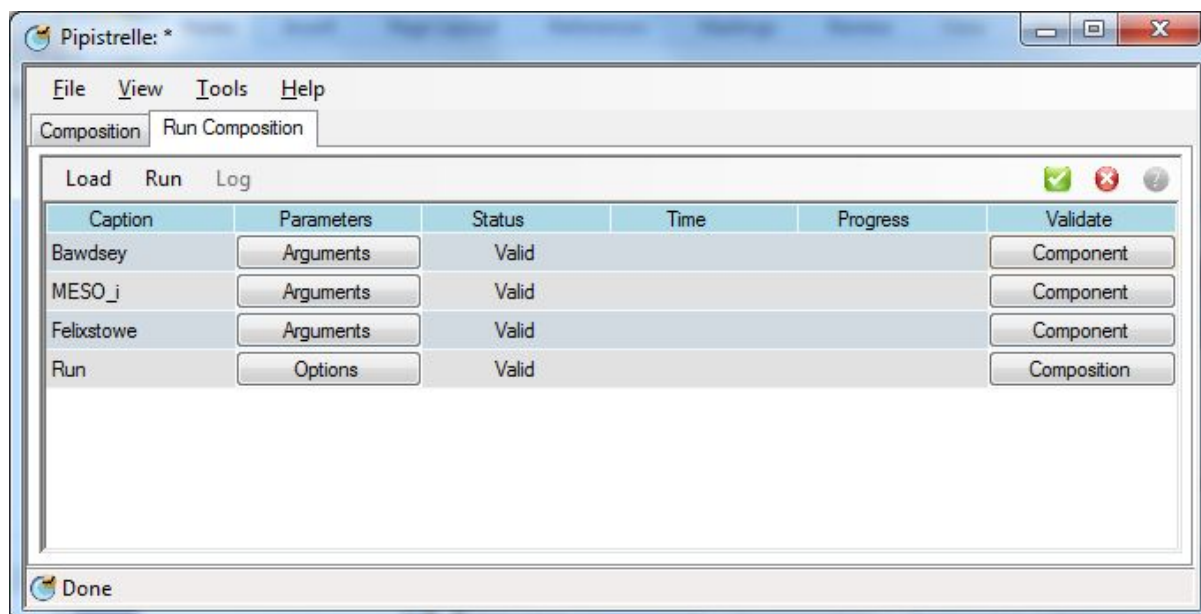 Pipistrelle: *
File View Tools Help
Composition Run Composition
Load Run Log
Caption Parameters Status Time Progress Validate
Bawdsey Arguments Valid Component
MESO_i Arguments Valid Component
Felixstowe Arguments Valid Component
Run Options Valid Composition
Done